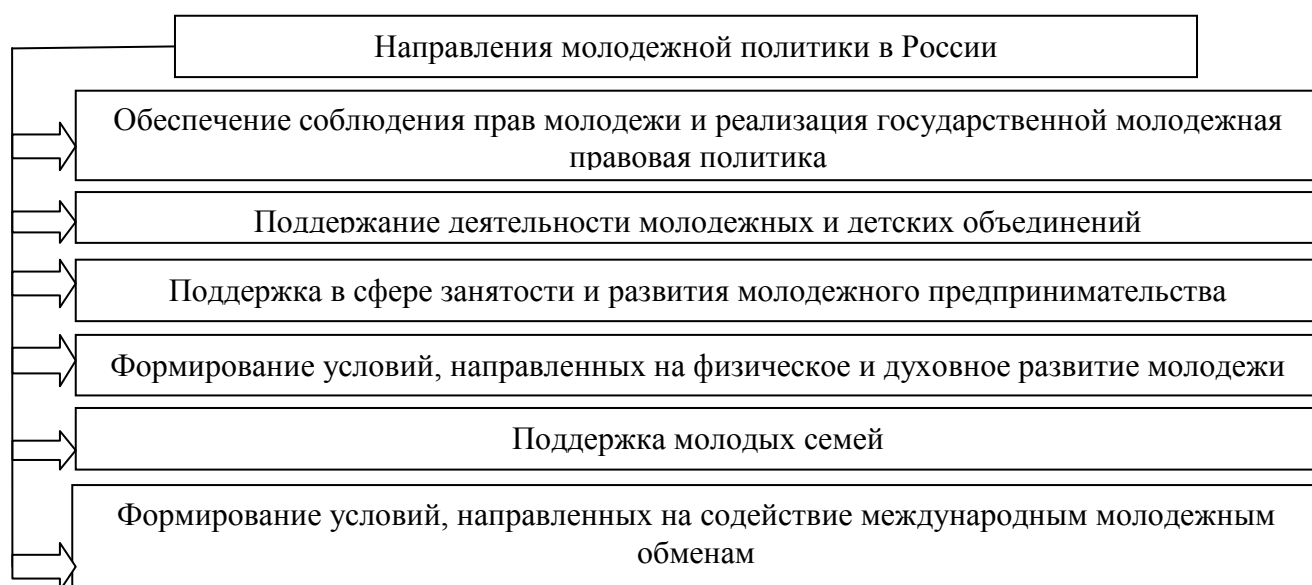 Направления молодежной политики в России
Обеспечение соблюдения прав молодежи и реализация государственной молодежная
правовая политика
Поддержание деятельности молодежных и детских объединений
Поддержка в сфере занятости и развития молодежного предпринимательства
Формирование условий, направленных на физическое и духовное развитие молодежи
Поддержка молодых семей
Формирование условий, направленных на содействие международным молодежным
обменам